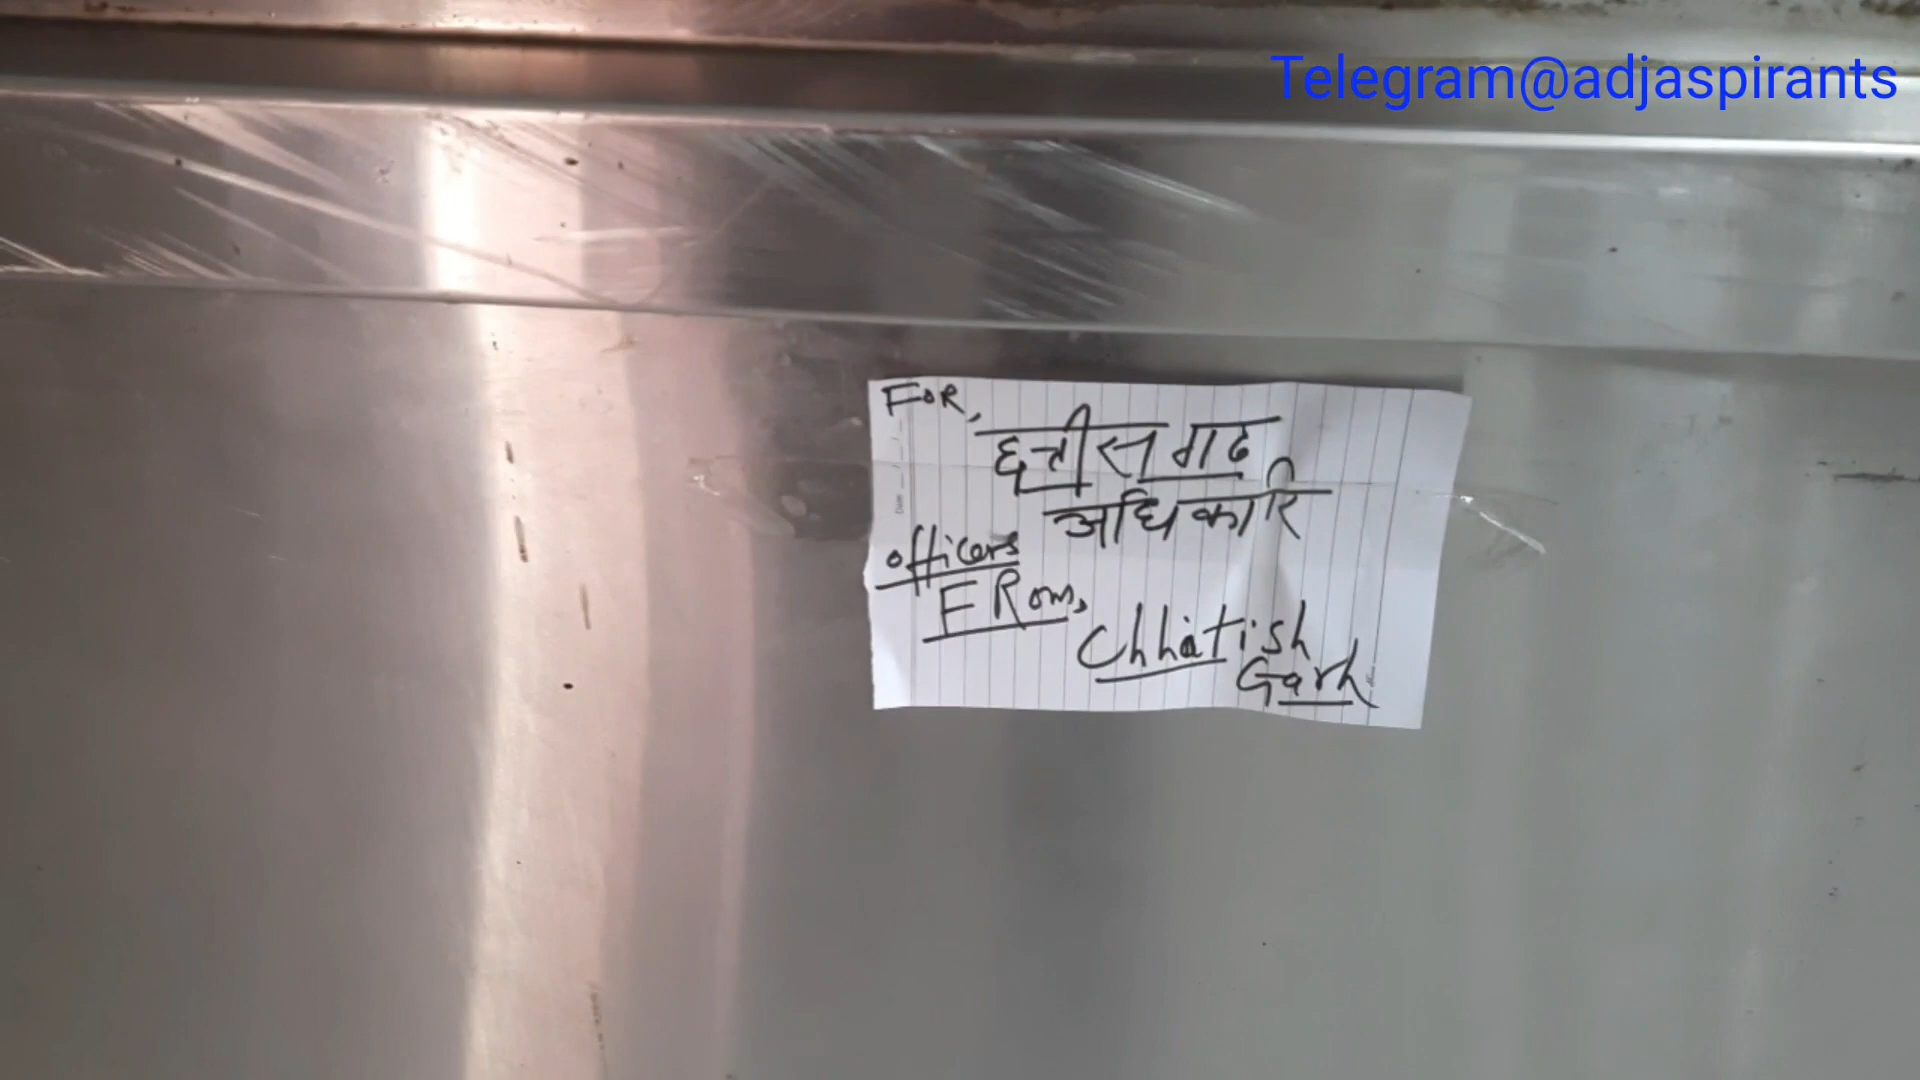 Telegram@adjaspirants
FOR,
छत्तीसगढ
अधिकारि
officers
FRom,
Chhatish
Garh